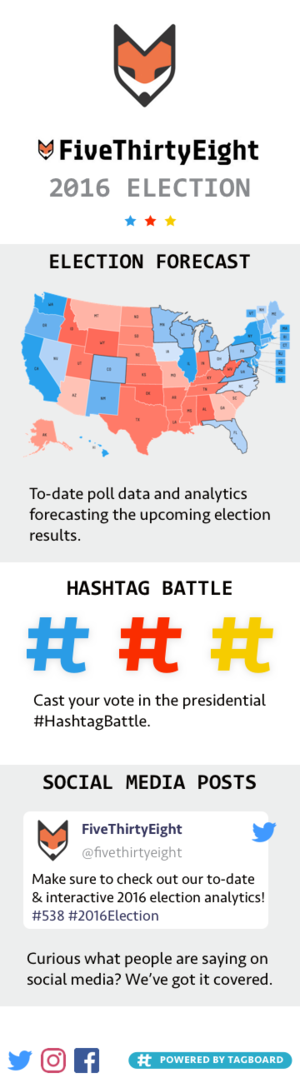 FiveThirtyEight
2016 ELECTION
ELECTION FORECAST
To-date poll data and analytics
forecasting the upcoming election
results.
HASHTAG BATTLE
Cast your vote in the presidential
#HashtagBattle.
SOCIAL MEDIA POSTS
FiveThirtyEight
@fivethirtyeight
Make sure to check out our to-date
& interactive 2016 election analytics!
#538 #2016Election
Curious what people are saying on
social media? We've got it covered.
POWERED BY TAGBOARD